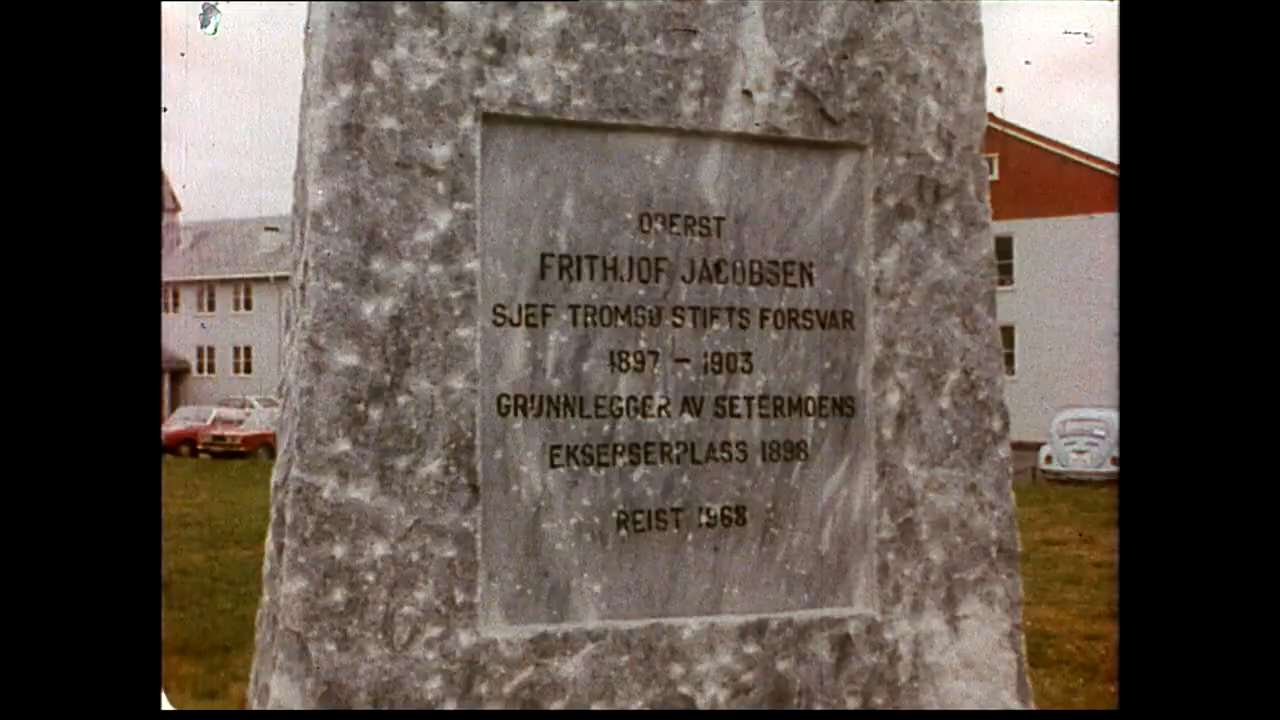 OBERST
FRITHJOF JACOBSEN
SJEF TROMSØ STIFTS FORSVAR
1897 – 1903
GRUNNLEGGER AV SETERMOENS
EKSERSERPLASS 1898
REIST 1968